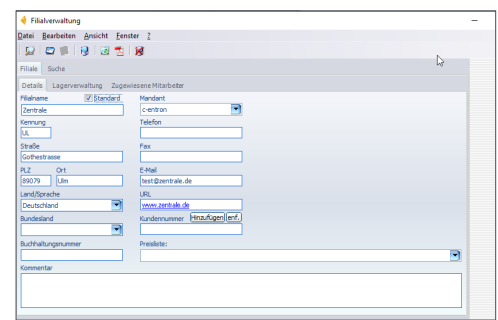 Filialverwaltung
Datei Bearbeiten Ansicht Fenster ?
Filiale Suche
Details Lagerverwaltung Zugewiesene Mitarbeiter
Filialname Standard Mandant
Zentrale c-entron
Kennung Telefon
UL
Straße Fax
Gothestrasse
PLZ Ort E-Mail
89079 Ulm test@zentrale.de
Land/Sprache URL
Deutschland www.zentrale.de
Bundesland Kundennummer Hinzufügen enf.
Buchhaltungsnummer Preisliste:
Kommentar